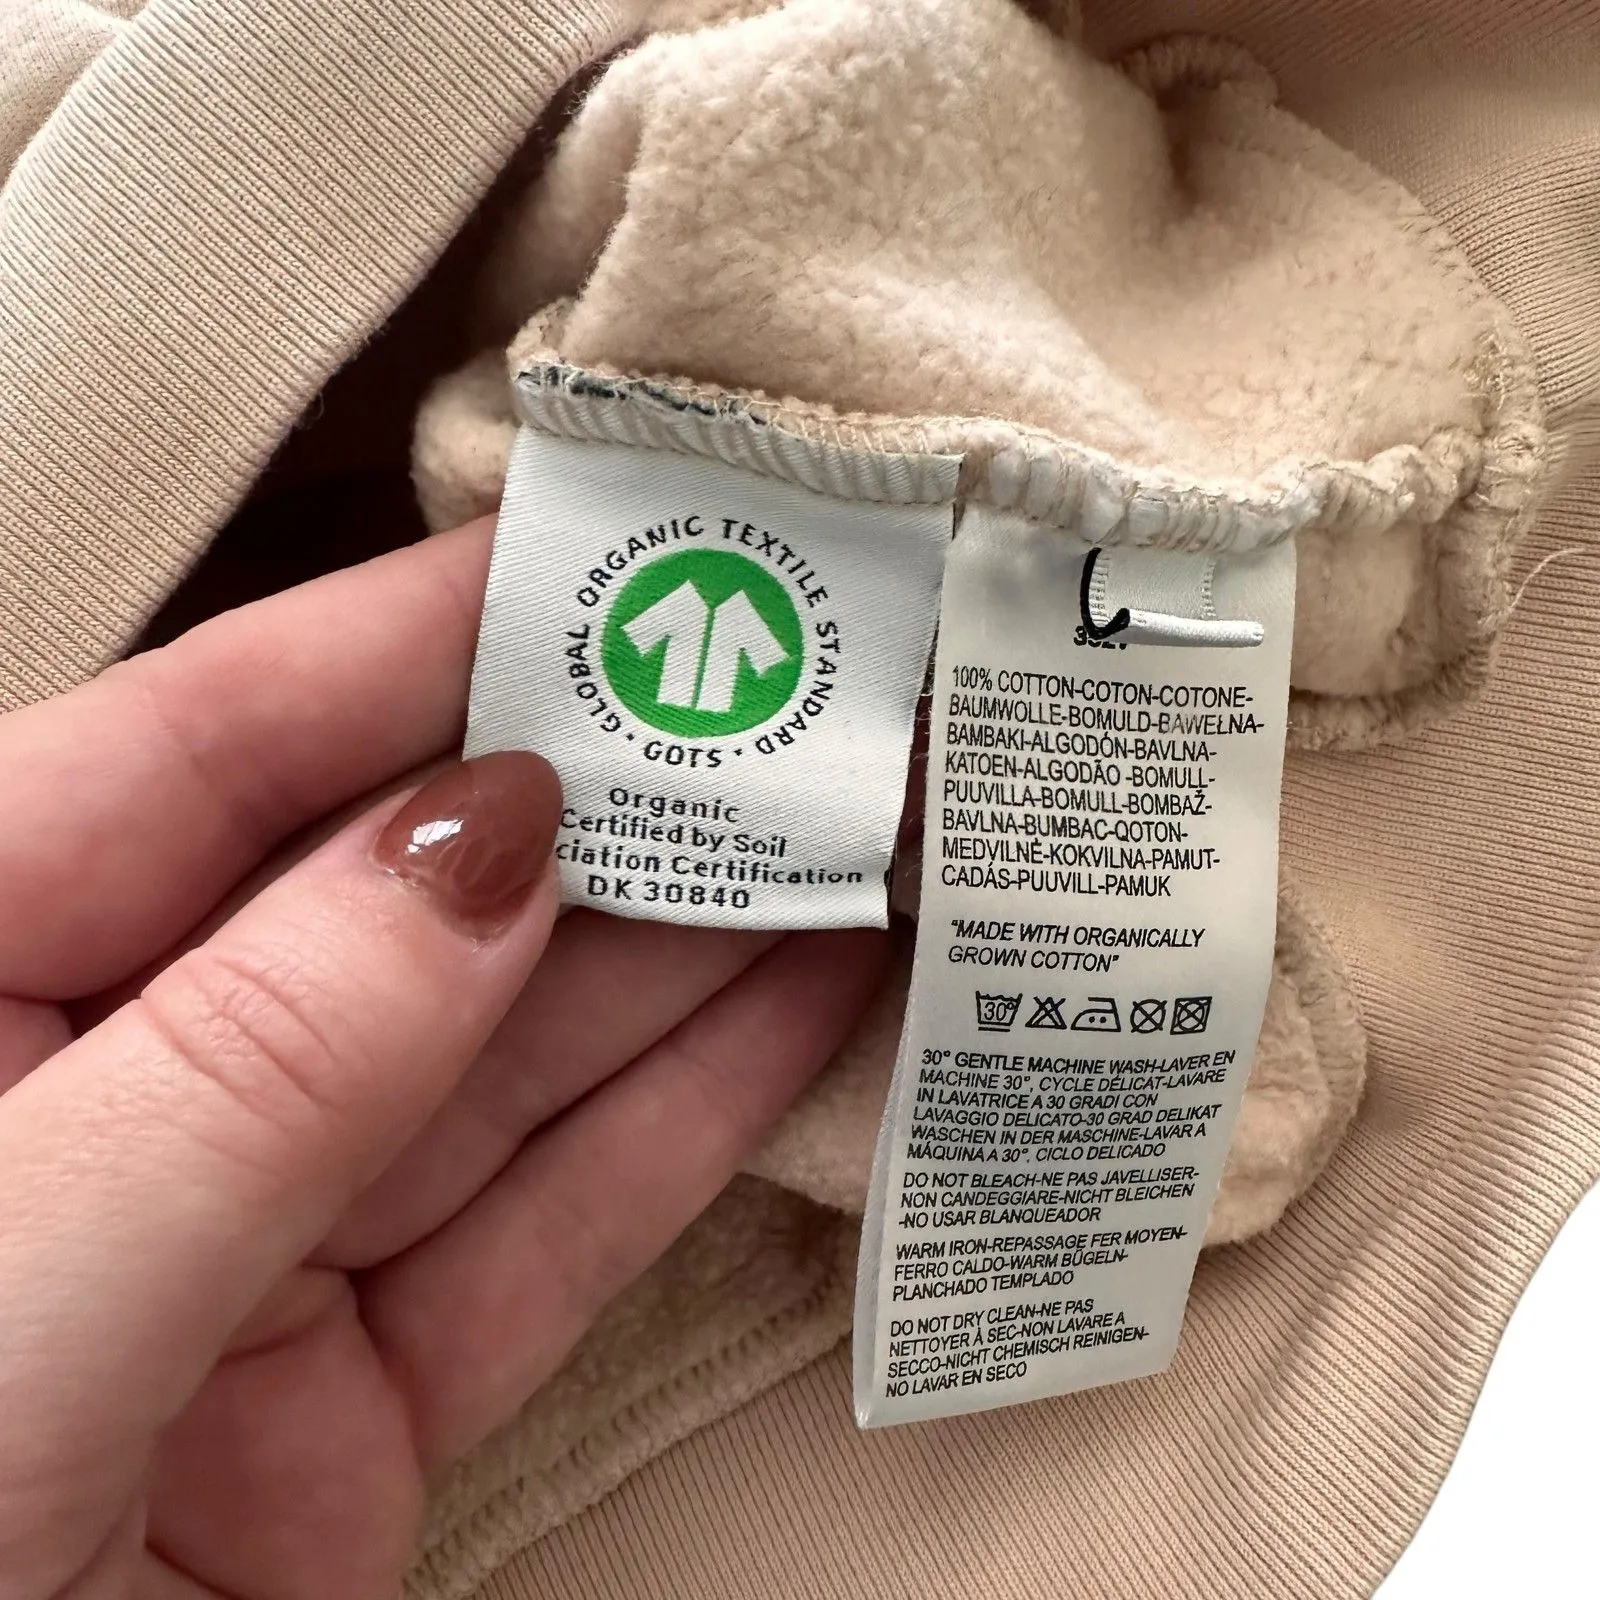 GLOBAL ORGANIC TEXTILE STANDARD
· GOTS ·
Organic
Certified by Soil
ciation Certification
DK 30840
100% COTTON-COTON-COTONE-
BAUMWOLLE-BOMULD-BAWEŁNA-
BAMBAKI-ALGODÓN-BAVLNA-
KATOEN-ALGODÃO -BOMULL-
PUUVILLA-BOMULL-BOMBAŽ-
BAVLNA-BUMBAC-QOTON-
MEDVILNĖ-KOKVILNA-PAMUT-
CADÁS-PUUVILL-PAMUK
"MADE WITH ORGANICALLY
GROWN COTTON"
30°
30° GENTLE MACHINE WASH-LAVER EN
MACHINE 30°, CYCLE DÉLICAT-LAVARE
IN LAVATRICE A 30 GRADI CON
LAVAGGIO DELICATO-30 GRAD DELIKAT
WASCHEN IN DER MASCHINE-LAVAR A
MÁQUINA A 30°, CICLO DELICADO
DO NOT BLEACH-NE PAS JAVELLISER-
NON CANDEGGIARE-NICHT BLEICHEN
-NO USAR BLANQUEADOR
WARM IRON-REPASSAGE FER MOYEN-
FERRO CALDO-WARM BÜGELN-
PLANCHADO TEMPLADO
DO NOT DRY CLEAN-NE PAS
NETTOYER À SEC-NON LAVARE A
SECCO-NICHT CHEMISCH REINIGEN-
NO LAVAR EN SECO